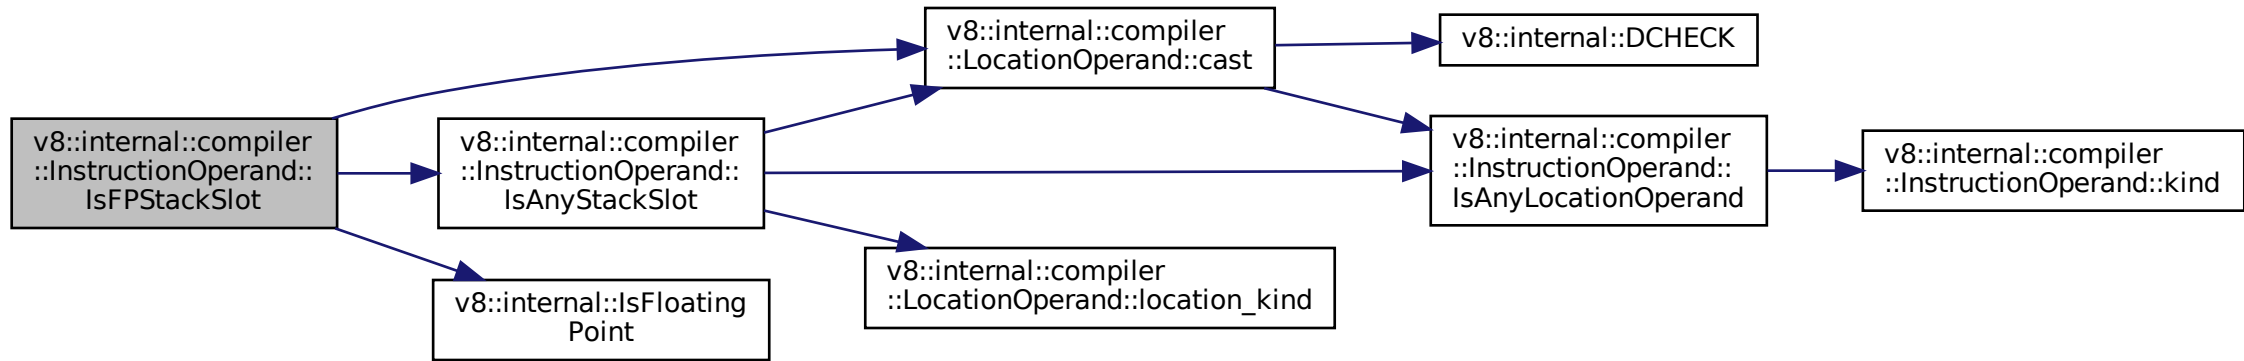 v8::internal::compiler
::InstructionOperand::
IsFPStackSlot
v8::internal::compiler
::LocationOperand::cast
v8::internal::DCHECK
v8::internal::compiler
::InstructionOperand::
IsAnyLocationOperand
v8::internal::compiler
::InstructionOperand::kind
v8::internal::compiler
::InstructionOperand::
IsAnyStackSlot
v8::internal::compiler
::LocationOperand::location_kind
v8::internal::IsFloating
Point